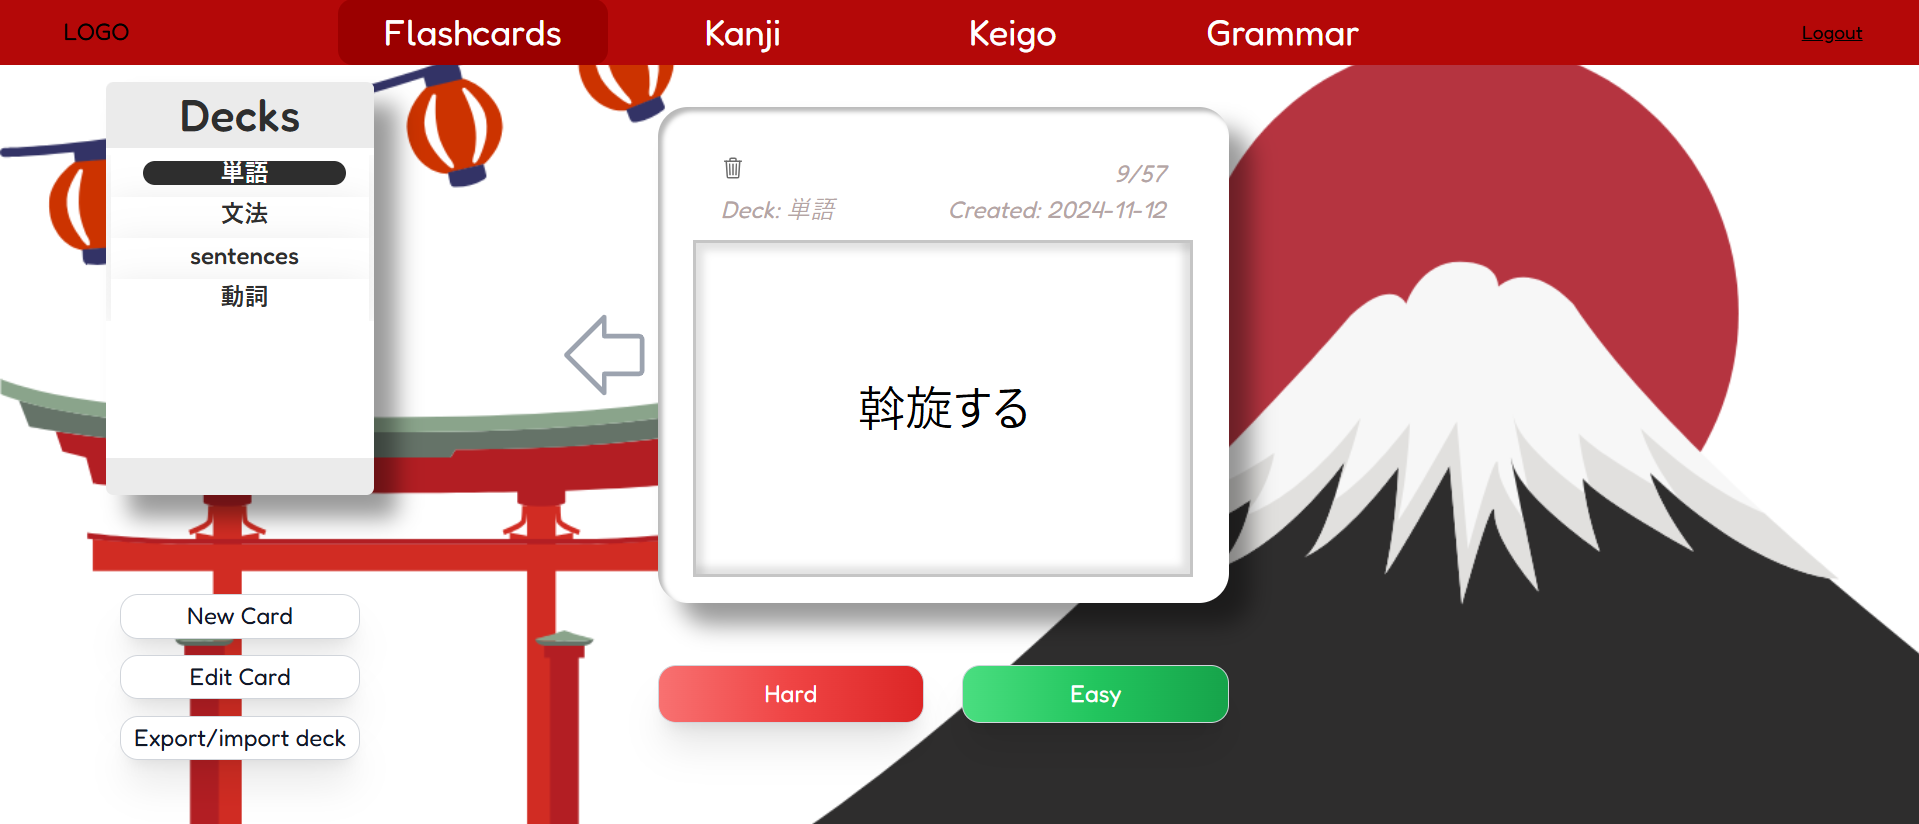 LOGO
Flashcards
Kanji
Keigo
Grammar
Logout
Decks
単語
文法
sentences
動詞
New Card
Edit Card
Export/import deck
9/57
Deck: 単語
Created: 2024-11-12
斡旋する
Hard
Easy